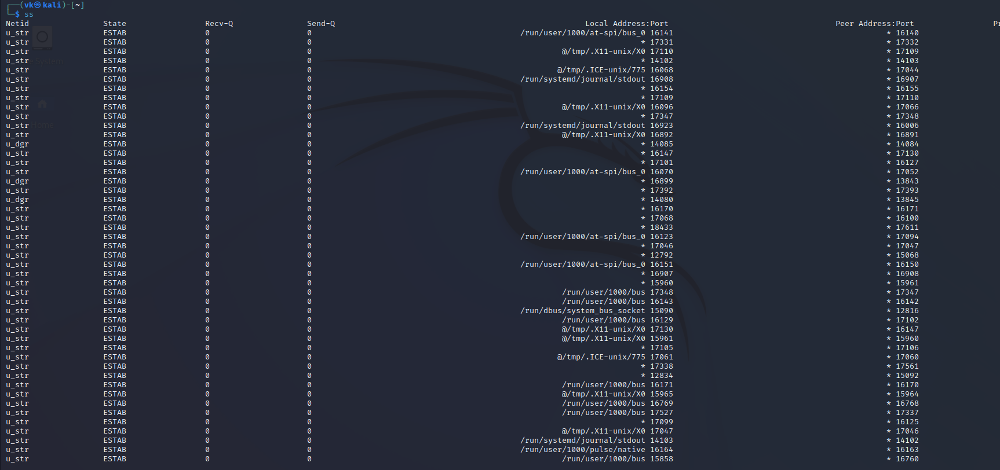 (vk㉿kali)-[~]
$ ss
Netid State Recv-Q Send-Q Local Address:Port Peer Address:Port Pr
u_str ESTAB 0 0 /run/user/1000/at-spi/bus_0 16141 * 16140
u_str ESTAB 0 0 * 17331 * 17332
u_str ESTAB 0 0 @/tmp/.X11-unix/X0 17110 * 17109
u_str ESTAB 0 0 * 14102 * 14103
u_str ESTAB 0 0 @/tmp/.ICE-unix/775 16068 * 17044
u_str ESTAB 0 0 /run/systemd/journal/stdout 16908 * 16907
u_str ESTAB 0 0 * 16154 * 16155
u_str ESTAB 0 0 * 17109 * 17110
u_str ESTAB 0 0 @/tmp/.X11-unix/X0 16096 * 17066
u_str ESTAB 0 0 * 17347 * 17348
u_str ESTAB 0 0 /run/systemd/journal/stdout 16923 * 16006
u_str ESTAB 0 0 @/tmp/.X11-unix/X0 16892 * 16891
u_dgr ESTAB 0 0 * 14085 * 14084
u_str ESTAB 0 0 * 16147 * 17130
u_str ESTAB 0 0 * 17101 * 16127
u_str ESTAB 0 0 /run/user/1000/at-spi/bus_0 16070 * 17052
u_dgr ESTAB 0 0 * 16899 * 13843
u_str ESTAB 0 0 * 17392 * 17393
u_dgr ESTAB 0 0 * 14080 * 13845
u_str ESTAB 0 0 * 16170 * 16171
u_str ESTAB 0 0 * 17068 * 16100
u_str ESTAB 0 0 * 18433 * 17611
u_str ESTAB 0 0 /run/user/1000/at-spi/bus_0 16123 * 17094
u_str ESTAB 0 0 * 17046 * 17047
u_str ESTAB 0 0 * 12792 * 15068
u_str ESTAB 0 0 /run/user/1000/at-spi/bus_0 16151 * 16150
u_str ESTAB 0 0 * 16907 * 16908
u_str ESTAB 0 0 * 15960 * 15961
u_str ESTAB 0 0 /run/user/1000/bus 17348 * 17347
u_str ESTAB 0 0 /run/user/1000/bus 16143 * 16142
u_str ESTAB 0 0 /run/dbus/system_bus_socket 15090 * 12816
u_str ESTAB 0 0 /run/user/1000/bus 16129 * 17102
u_str ESTAB 0 0 @/tmp/.X11-unix/X0 17130 * 16147
u_str ESTAB 0 0 @/tmp/.X11-unix/X0 15961 * 15960
u_str ESTAB 0 0 * 17105 * 17106
u_str ESTAB 0 0 @/tmp/.ICE-unix/775 17061 * 17060
u_str ESTAB 0 0 * 17338 * 17561
u_str ESTAB 0 0 * 12834 * 15092
u_str ESTAB 0 0 /run/user/1000/bus 16171 * 16170
u_str ESTAB 0 0 @/tmp/.X11-unix/X0 15965 * 15964
u_str ESTAB 0 0 /run/user/1000/bus 16769 * 16768
u_str ESTAB 0 0 /run/user/1000/bus 17527 * 17337
u_str ESTAB 0 0 * 17099 * 16125
u_str ESTAB 0 0 @/tmp/.X11-unix/X0 17047 * 17046
u_str ESTAB 0 0 /run/systemd/journal/stdout 14103 * 14102
u_str ESTAB 0 0 /run/user/1000/pulse/native 16164 * 16163
u_str ESTAB 0 0 /run/user/1000/bus 15858 * 16760
System
Home